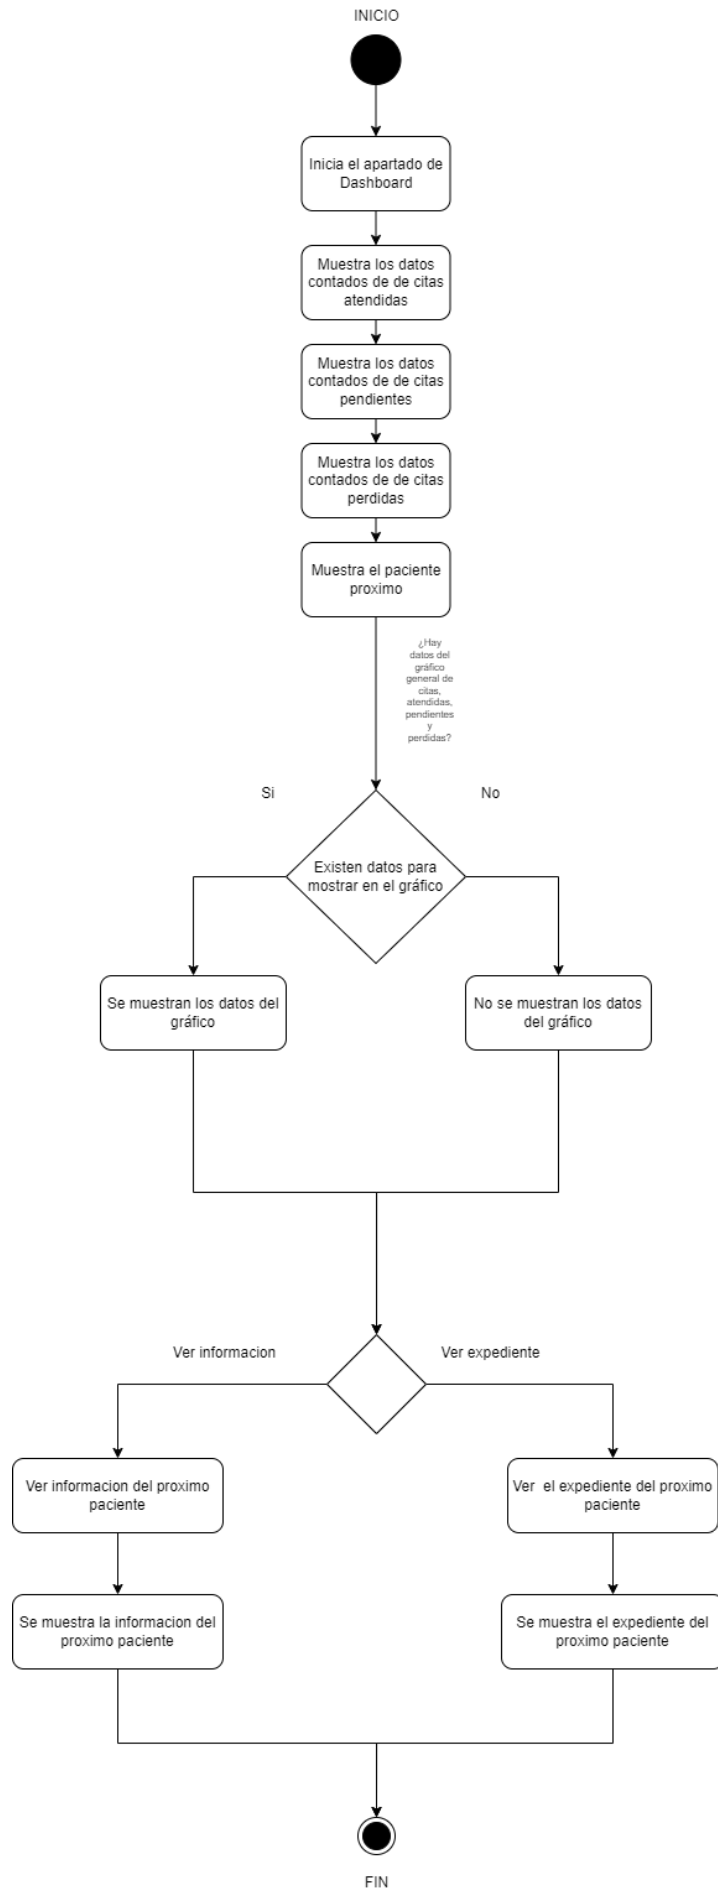 INICIO
Inicia el apartado de
Dashboard
Muestra los datos
contados de de citas
atendidas
Muestra los datos
contados de de citas
pendientes
Muestra los datos
contados de de citas
perdidas
Muestra el paciente
proximo
¿Hay
datos del
gráfico
general de
citas,
atendidas,
pendientes
y
perdidas?
Si
No
Existen datos para
mostrar en el gráfico
Se muestran los datos del
gráfico
No se muestran los datos
del gráfico
Ver informacion
Ver expediente
Ver informacion del proximo
paciente
Ver el expediente del proximo
paciente
Se muestra la informacion del
proximo paciente
Se muestra el expediente del
proximo paciente
FIN